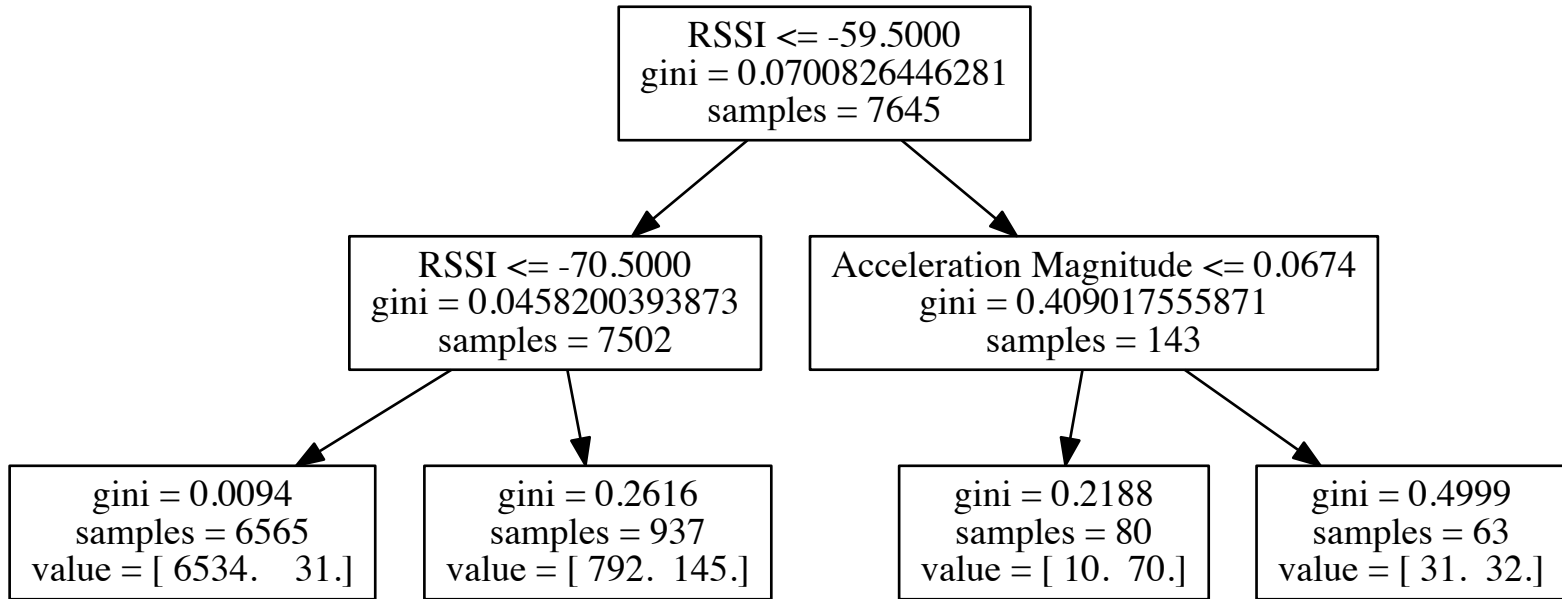 RSSI <= -59.5000
gini = 0.0700826446281
samples = 7645
RSSI <= -70.5000
gini = 0.0458200393873
samples = 7502
Acceleration Magnitude <= 0.0674
gini = 0.409017555871
samples = 143
gini = 0.0094
samples = 6565
value = [ 6534.    31.]
gini = 0.2616
samples = 937
value = [ 792.  145.]
gini = 0.2188
samples = 80
value = [ 10.  70.]
gini = 0.4999
samples = 63
value = [ 31.  32.]